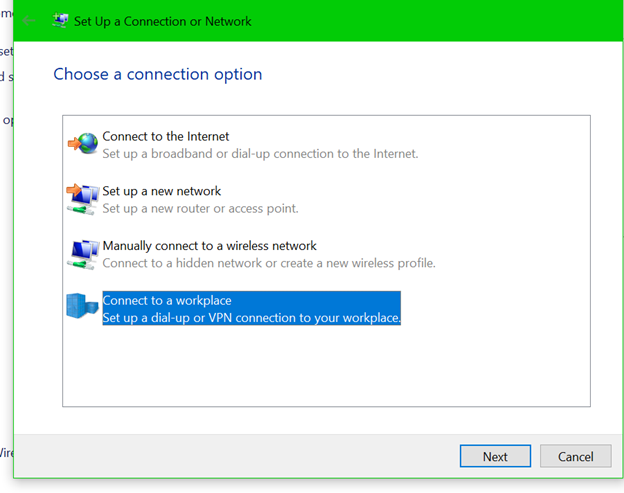 Set Up a Connection or Network
Choose a connection option
Connect to the Internet
Set up a broadband or dial-up connection to the Internet.
Set up a new network
Set up a new router or access point.
Manually connect to a wireless network
Connect to a hidden network or create a new wireless profile.
Connect to a workplace
Set up a dial-up or VPN connection to your workplace.
Next
Cancel